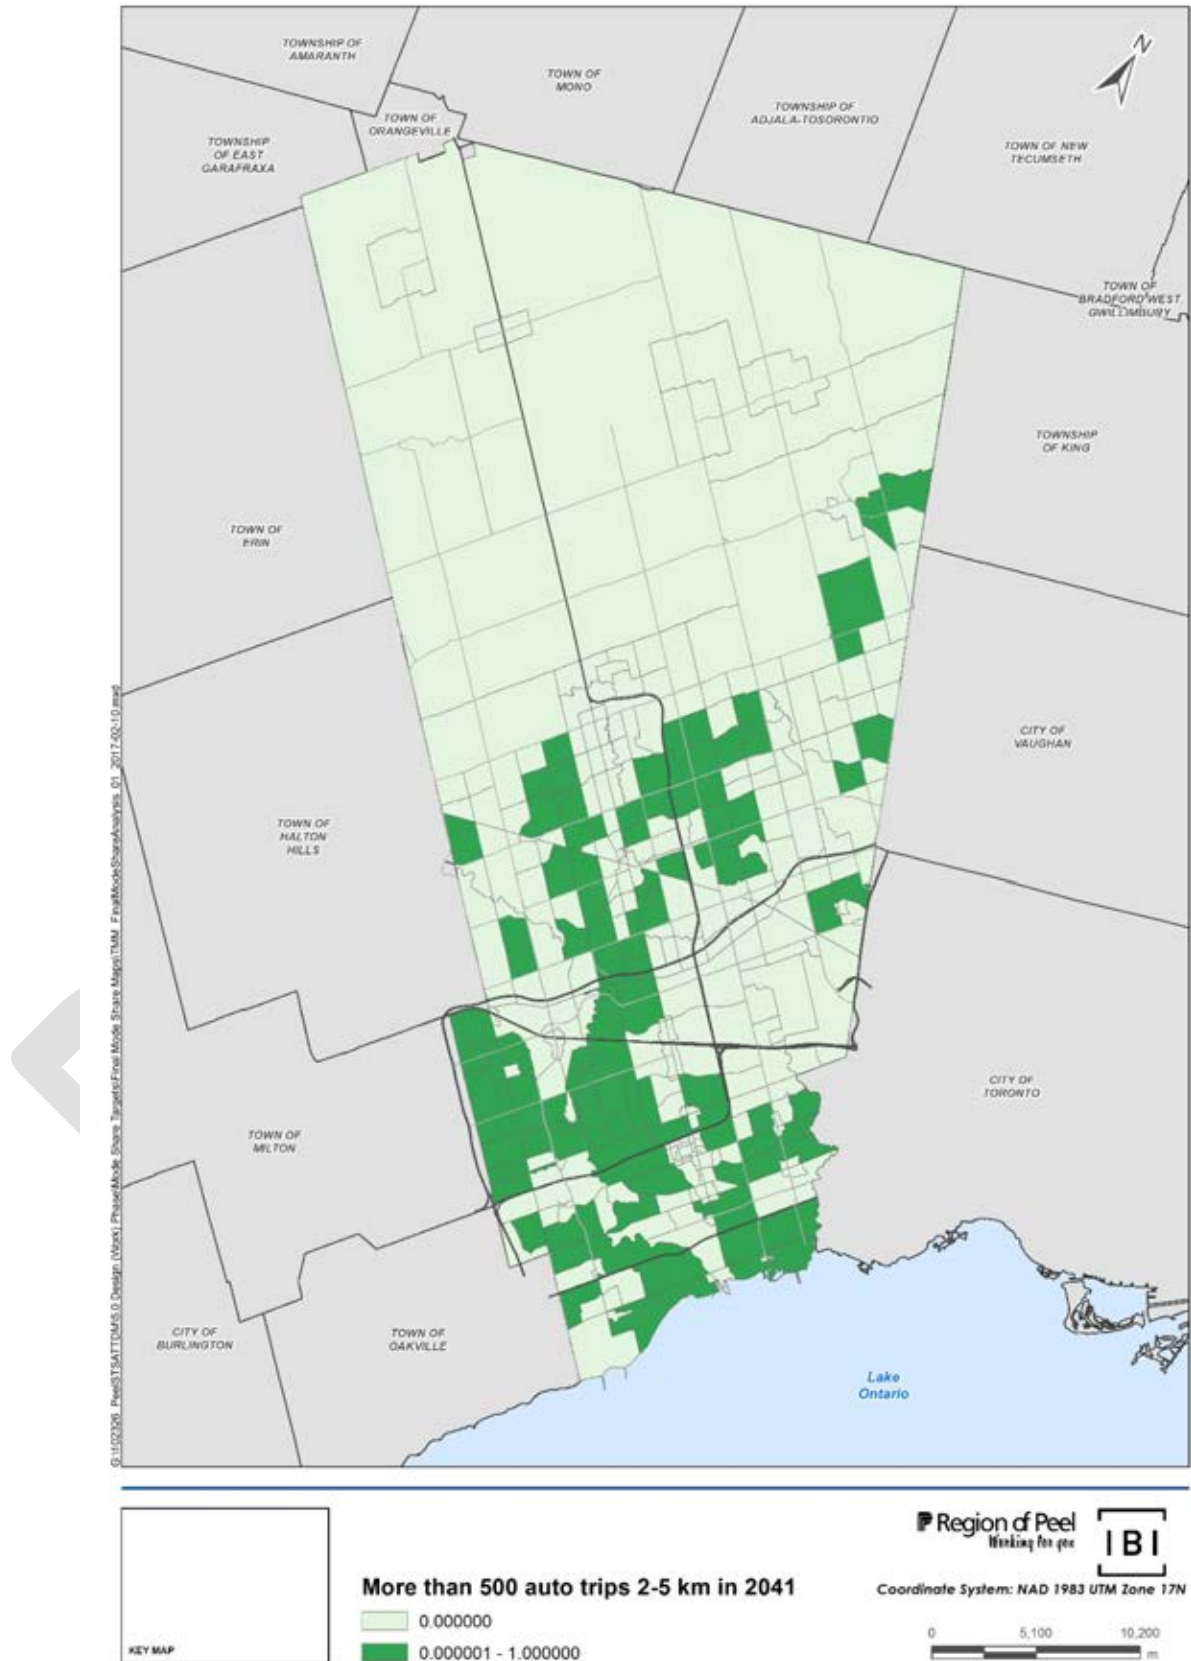 TOWNSHIP OF
AMARANTH
TOWN OF
MONO
N
TOWN OF
ORANGEVILLE
TOWNSHIP OF
ADJALA-TOSORONTIO
TOWNSHIP
OF EAST
GARAFRAXA
TOWN OF NEW
TECUMSETH
TOWN OF
BRADFORD WEST
GWILLIMBURY
TOWNSHIP
OF KING
TOWN OF
ERIN
CITY OF
VAUGHAN
TOWN OF
HALTON
HILLS
CITY OF
TORONTO
TOWN OF
MILTON
CITY OF
BURLINGTON
TOWN OF
OAKVILLE
Lake
Ontario
Region of Peel
Working for you
IBI
More than 500 auto trips 2-5 km in 2041
Coordinate System: NAD 1983 UTM Zone 17N
0.000000
0.000001 - 1.000000
KEY MAP
0 5,100 10,200
m